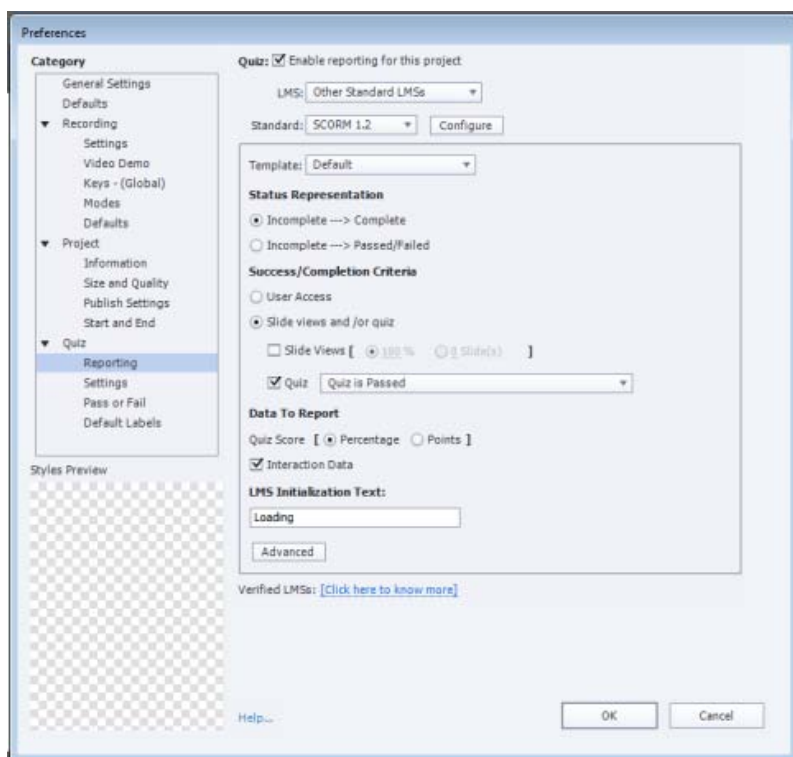 Preferences
Category
General Settings
Defaults
Recording
Settings
Video Demo
Keys - (Global)
Modes
Defaults
Project
Information
Size and Quality
Publish Settings
Start and End
Quiz
Reporting
Settings
Pass or Fail
Default Labels
Styles Preview
Quiz: Enable reporting for this project
LMS: Other Standard LMSs
Standard: SCORM 1.2 Configure
Template: Default
Status Representation
Incomplete ---> Complete
Incomplete ---> Passed/Failed
Success/Completion Criteria
User Access
Slide views and /or quiz
Slide Views [ 100 % 0 Slide(s) ]
Quiz Quiz is Passed
Data To Report
Quiz Score [ Percentage Points ]
Interaction Data
LMS Initialization Text:
Loading
Advanced
Verified LMSs: [Click here to know more]
Help...
OK Cancel